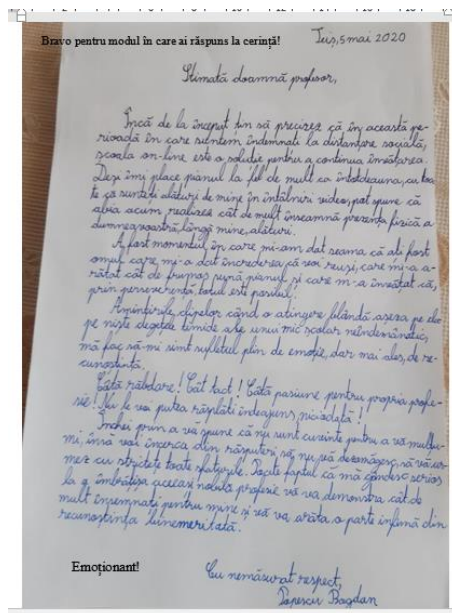 Bravo pentru modul în care ai răspuns la cerință!
Teiș, 5 mai 2020
Stimată doamnă profesor,
Încă de la început țin să precizez că în această pe-
rioadă în care suntem îndemnați la distanțare socială,
școala on-line este o soluție pentru a continua învățarea.
Deși îmi place pianul la fel de mult ca întotdeauna, cu toa-
te că sunteți alături de mine în întâlniri video, pot spune că
abia acum realizez cât de mult înseamnă prezența fizică a
dumneavoastră, lângă mine, alături.
A fost momentul în care mi-am dat seama că ați fost
omul care mi-a dat încrederea că voi reuși, care mi-a a-
rătat cât de frumos sună pianul și care m-a învățat că,
prin perseverență, totul este posibil.
Amintirile clipelor când o atingere blândă așeza pe clape
niște degețele timide ale unui mic școlar neîndemânatic,
mă fac să-mi simt sufletul plin de emoție, dar mai ales, de re-
cunoștință.
Câtă răbdare! Cât tact! Câtă pasiune pentru propria profe-
sie! Nu le voi putea răsplăti îndeajuns, niciodată!
Închei prin a vă spune că nu sunt cuvinte pentru a vă mulțu-
mi, însă voi încerca din răsputeri să nu vă dezamăgesc, să vă ur-
mez cu strictețe toate sfaturile. Poate faptul că mă gândesc serios
la a îmbrățișa aceeași nobilă profesie vă va demonstra cât de
mult însemnați pentru mine și vă va arăta o parte infimă din
recunoștința binemeritată.
Emoționant!
Cu nemăsurat respect,
Popescu Bogdan